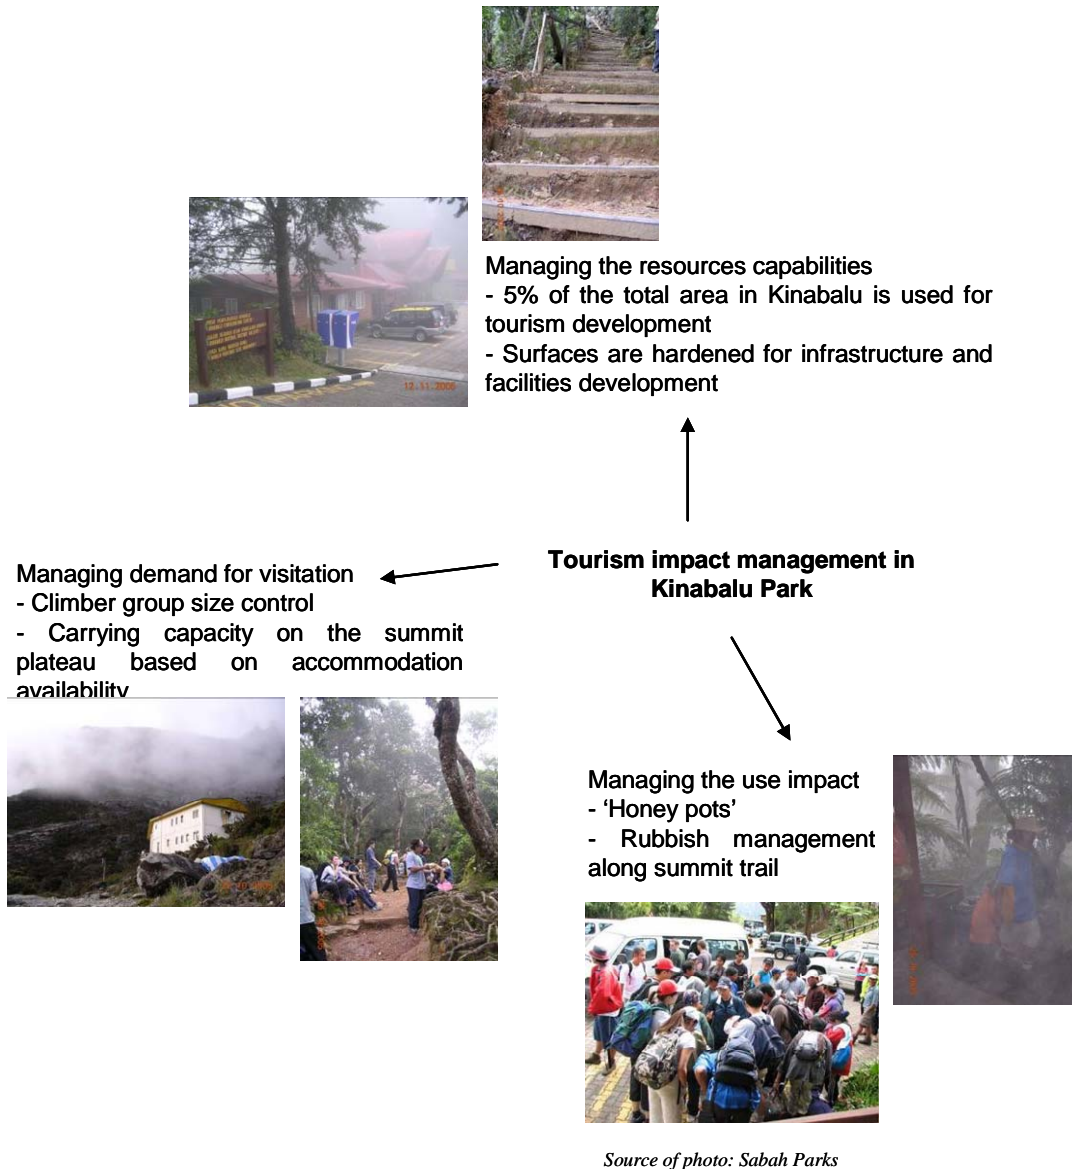 Managing the resources capabilities
- 5% of the total area in Kinabalu is used for
tourism development
- Surfaces are hardened for infrastructure and
facilities development
12.11.2006
Tourism impact management in
Kinabalu Park
Managing demand for visitation
- Climber group size control
- Carrying capacity on the summit
plateau based on accommodation
availability
Managing the use impact
- 'Honey pots'
- Rubbish management
along summit trail
Source of photo: Sabah Parks